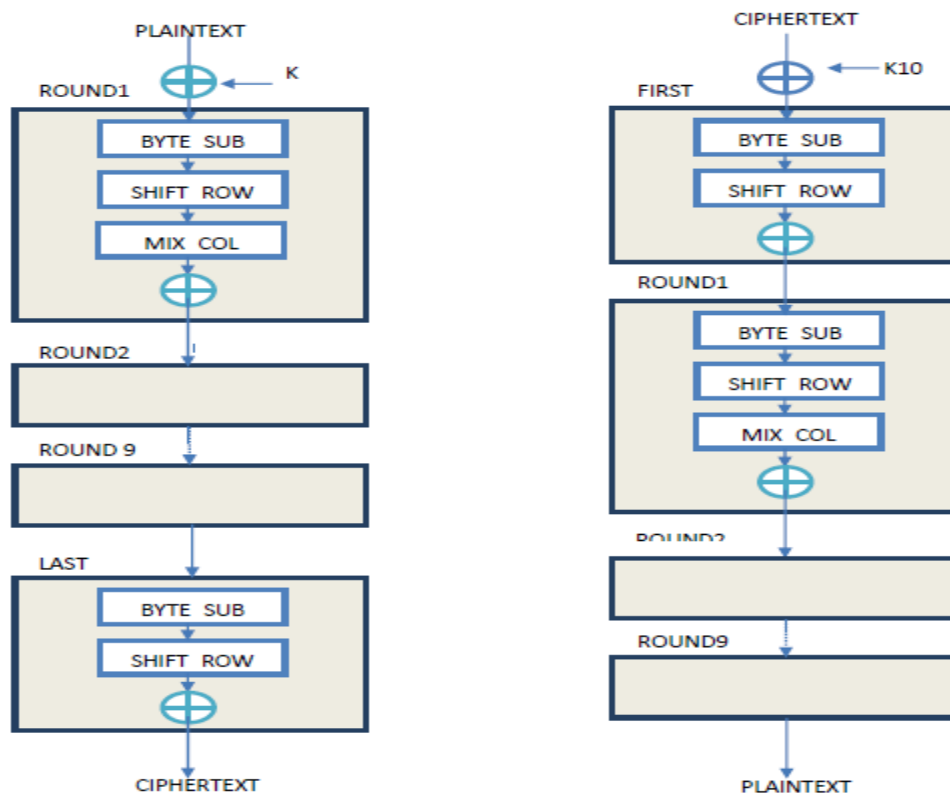 PLAINTEXT
K
ROUND1
BYTE SUB
SHIFT ROW
MIX COL
ROUND2
ROUND 9
LAST
BYTE SUB
SHIFT ROW
CIPHERTEXT
CIPHERTEXT
K10
FIRST
BYTE SUB
SHIFT ROW
ROUND1
BYTE SUB
SHIFT ROW
MIX COL
ROUND2
ROUND9
PLAINTEXT